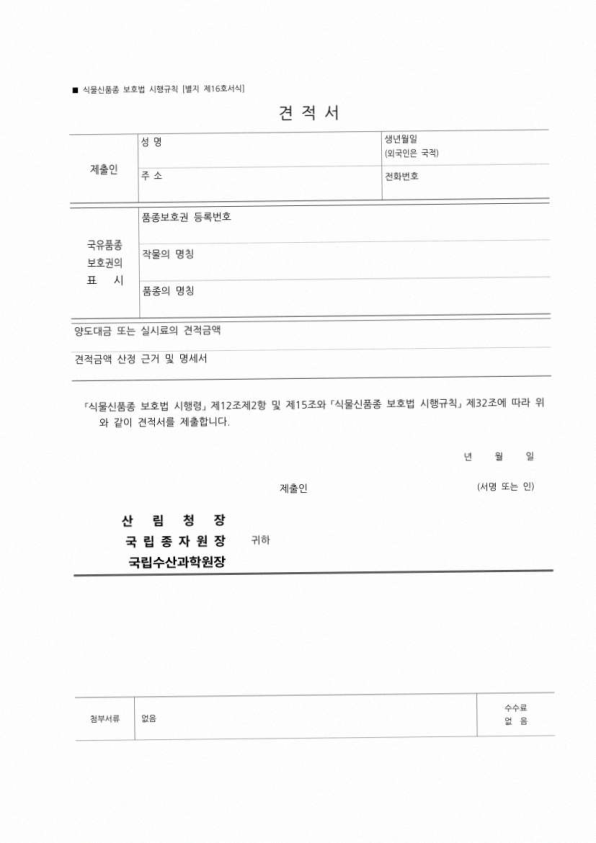 ■ 식물신품종 보호법 시행규칙 [별지 제16호서식]
견 적 서
제출인
성 명
생년월일
(외국인은 국적)
주 소
전화번호
국유품종
보호권의
표 시
품종보호권 등록번호
작물의 명칭
품종의 명칭
양도대금 또는 실시료의 견적금액
견적금액 산정 근거 및 명세서
「식물신품종 보호법 시행령」 제12조제2항 및 제15조와 「식물신품종 보호법 시행규칙」 제32조에 따라 위
와 같이 견적서를 제출합니다.
년 월 일
제출인 (서명 또는 인)
산 림 청 장
국 립 종 자 원 장 귀하
국립수산과학원장
첨부서류
없음
수수료
없 음